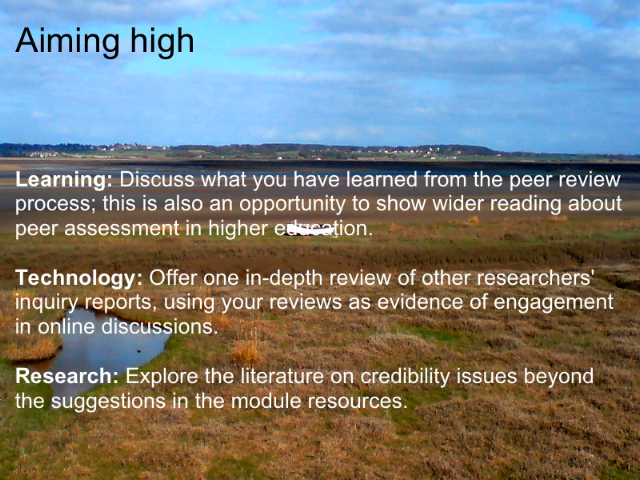 Aiming high
Learning: Discuss what you have learned from the peer review
process; this is also an opportunity to show wider reading about
peer assessment in higher education.
Technology: Offer one in-depth review of other researchers'
inquiry reports, using your reviews as evidence of engagement
in online discussions.
Research: Explore the literature on credibility issues beyond
the suggestions in the module resources.